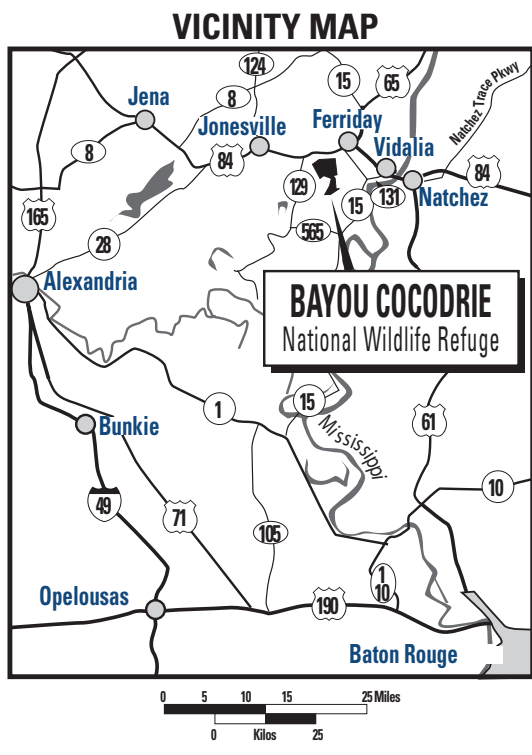 VICINITY MAP
124
15
65
8
Jena
Ferriday
Natchez Trace Pkwy
Jonesville
Vidalia
8
84
129
131
84
Natchez
15
165
565
28
Alexandria
BAYOU COCODRIE
National Wildlife Refuge
1
15
61
Bunkie
Mississippi
10
49
71
105
1
10
Opelousas
190
Baton Rouge
0 5 10 15 25 Miles
0 Kilos 25